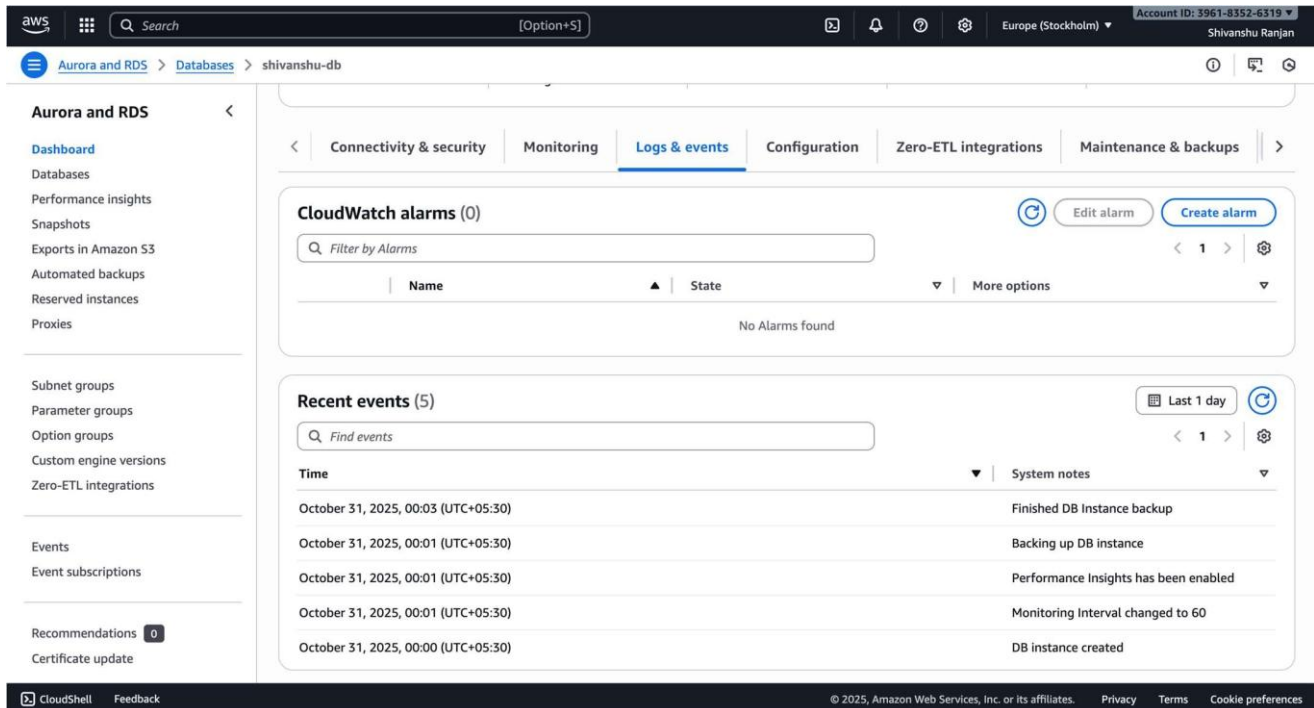 aws Search [Option+S] Europe (Stockholm) Account ID: 3961-8352-6319
Shivanshu Ranjan
Aurora and RDS > Databases > shivanshu-db
Aurora and RDS
Dashboard
Databases
Performance insights
Snapshots
Exports in Amazon S3
Automated backups
Reserved instances
Proxies
Subnet groups
Parameter groups
Option groups
Custom engine versions
Zero-ETL integrations
Events
Event subscriptions
Recommendations 0
Certificate update
Connectivity & security Monitoring Logs & events Configuration Zero-ETL integrations Maintenance & backups
CloudWatch alarms (0) Edit alarm Create alarm
Filter by Alarms 1
Name State More options
No Alarms found
Recent events (5) Last 1 day
Find events 1
Time System notes
October 31, 2025, 00:03 (UTC+05:30) Finished DB Instance backup
October 31, 2025, 00:01 (UTC+05:30) Backing up DB instance
October 31, 2025, 00:01 (UTC+05:30) Performance Insights has been enabled
October 31, 2025, 00:01 (UTC+05:30) Monitoring Interval changed to 60
October 31, 2025, 00:00 (UTC+05:30) DB instance created
CloudShell Feedback © 2025, Amazon Web Services, Inc. or its affiliates. Privacy Terms Cookie preferences